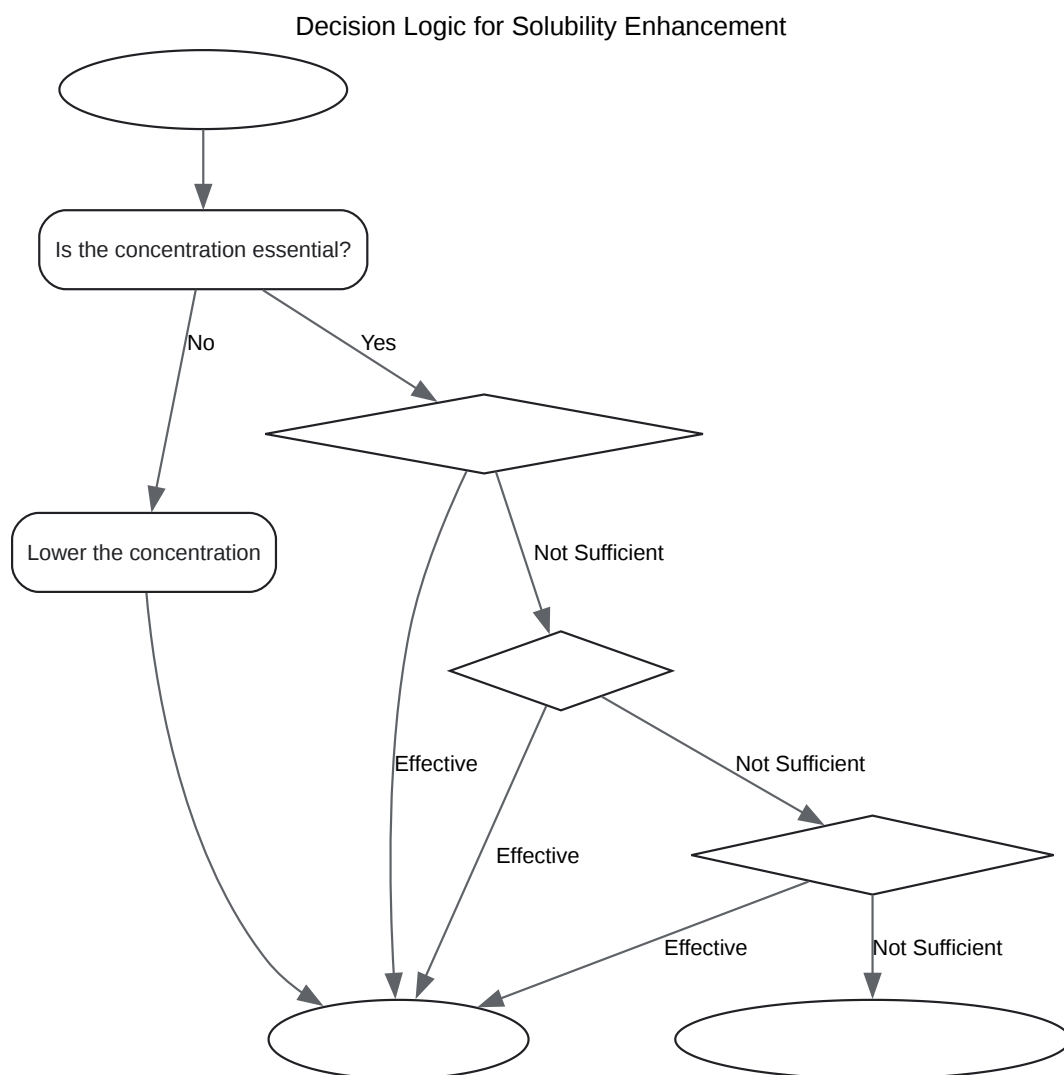 Decision Logic for Solubility Enhancement
Is the concentration essential?
No
Yes
Lower the concentration
Not Sufficient
Effective
Not Sufficient
Effective
Effective
Not Sufficient